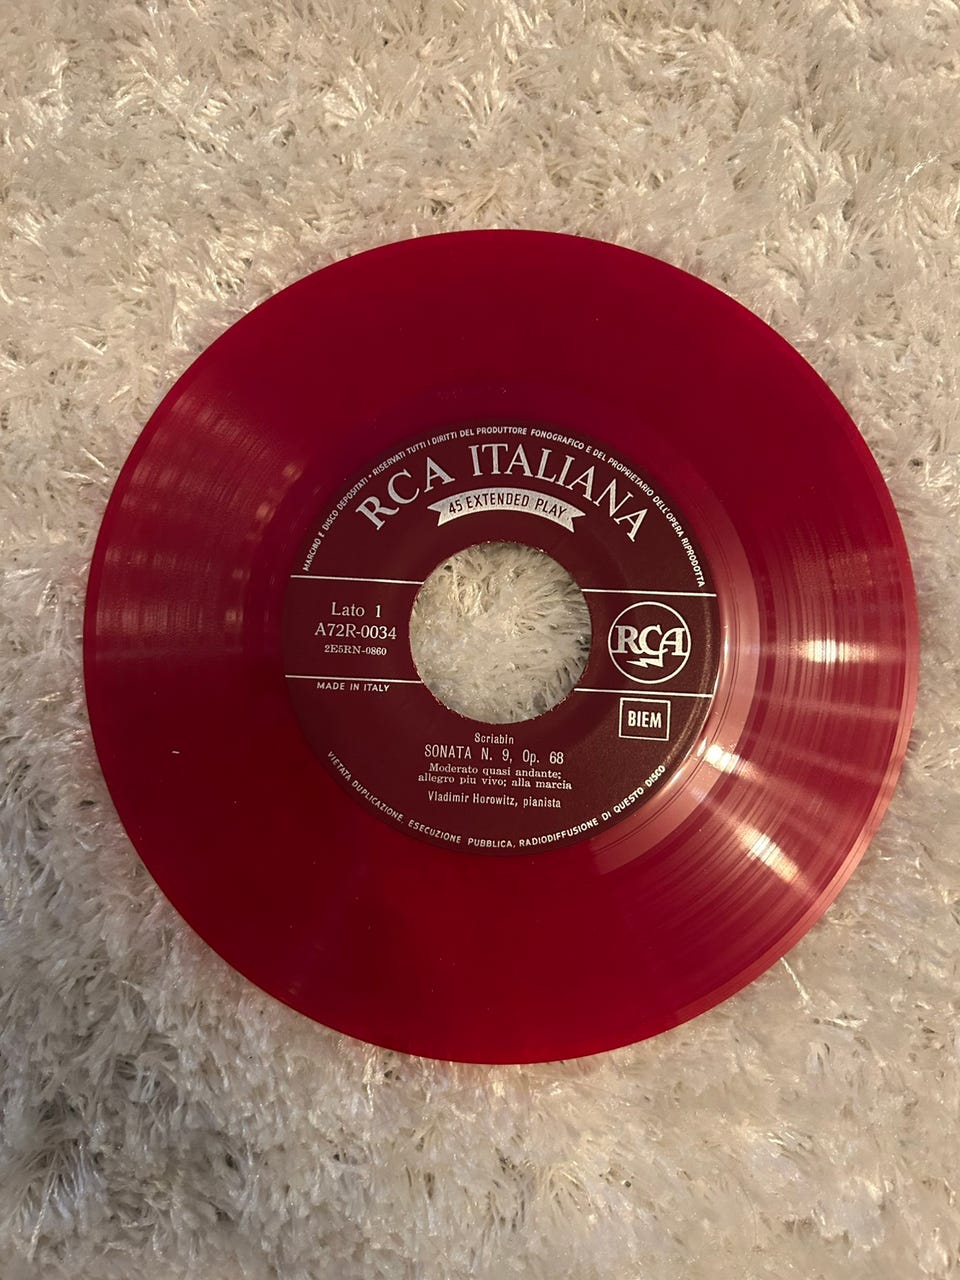 MARCHIO E DISCO DEPOSITATI • RISERVATI TUTTI I DIRITTI DEL PRODUTTORE FONOGRAFICO E DEL PROPRIETARIO DELL'OPERA RIPRODOTTA
RCA ITALIANA
45 EXTENDED PLAY
Lato 1
A72R-0034
2E5RN-0860
MADE IN ITALY
RCA
BIEM
Scriabin
SONATA N. 9, Op. 68
Moderato quasi andante;
allegro piu vivo; alla marcia
Vladimir Horowitz, pianista
VIETATA DUPLICAZIONE, ESECUZIONE PUBBLICA, RADIODIFFUSIONE DI QUESTO DISCO